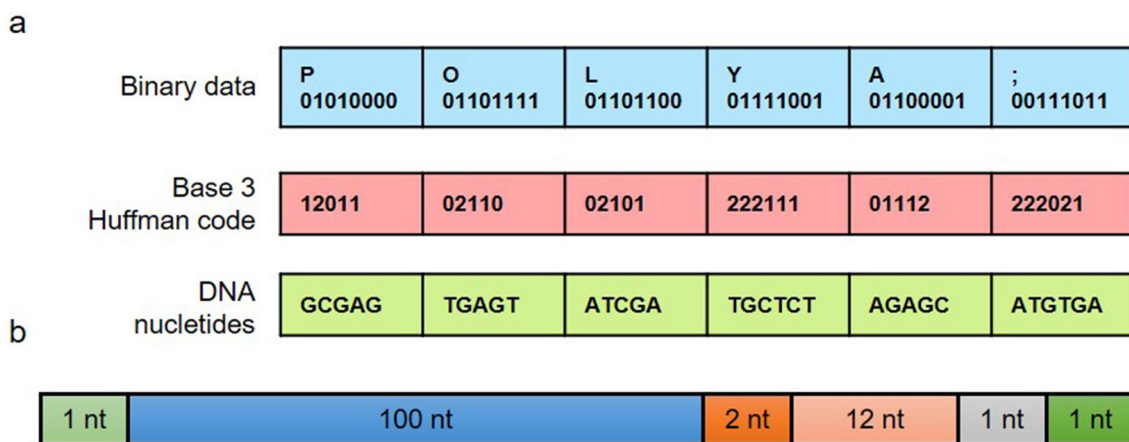 a
Binary data
P O L Y A ;
01010000 01101111 01101100 01111001 01100001 00111011
Base 3
Huffman code
12011 02110 02101 222111 01112 222021
DNA
nucletides
GCGAG TGAGT ATCGA TGCTCT AGAGC ATGTGA
b
1 nt 100 nt 2 nt 12 nt 1 nt 1 nt